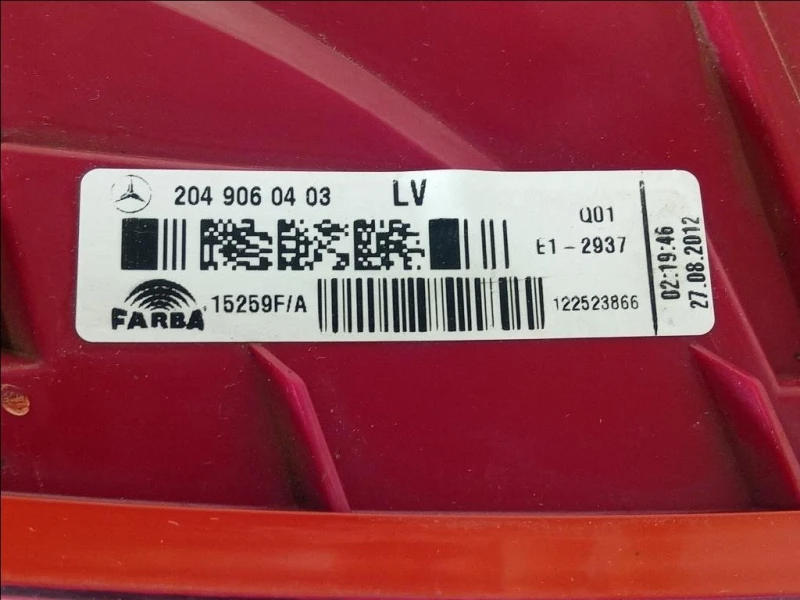 204 906 04 03 LV
Q01
E1-2937
FARBA 15259F/A 122523866
02:19:46
27.08.2012